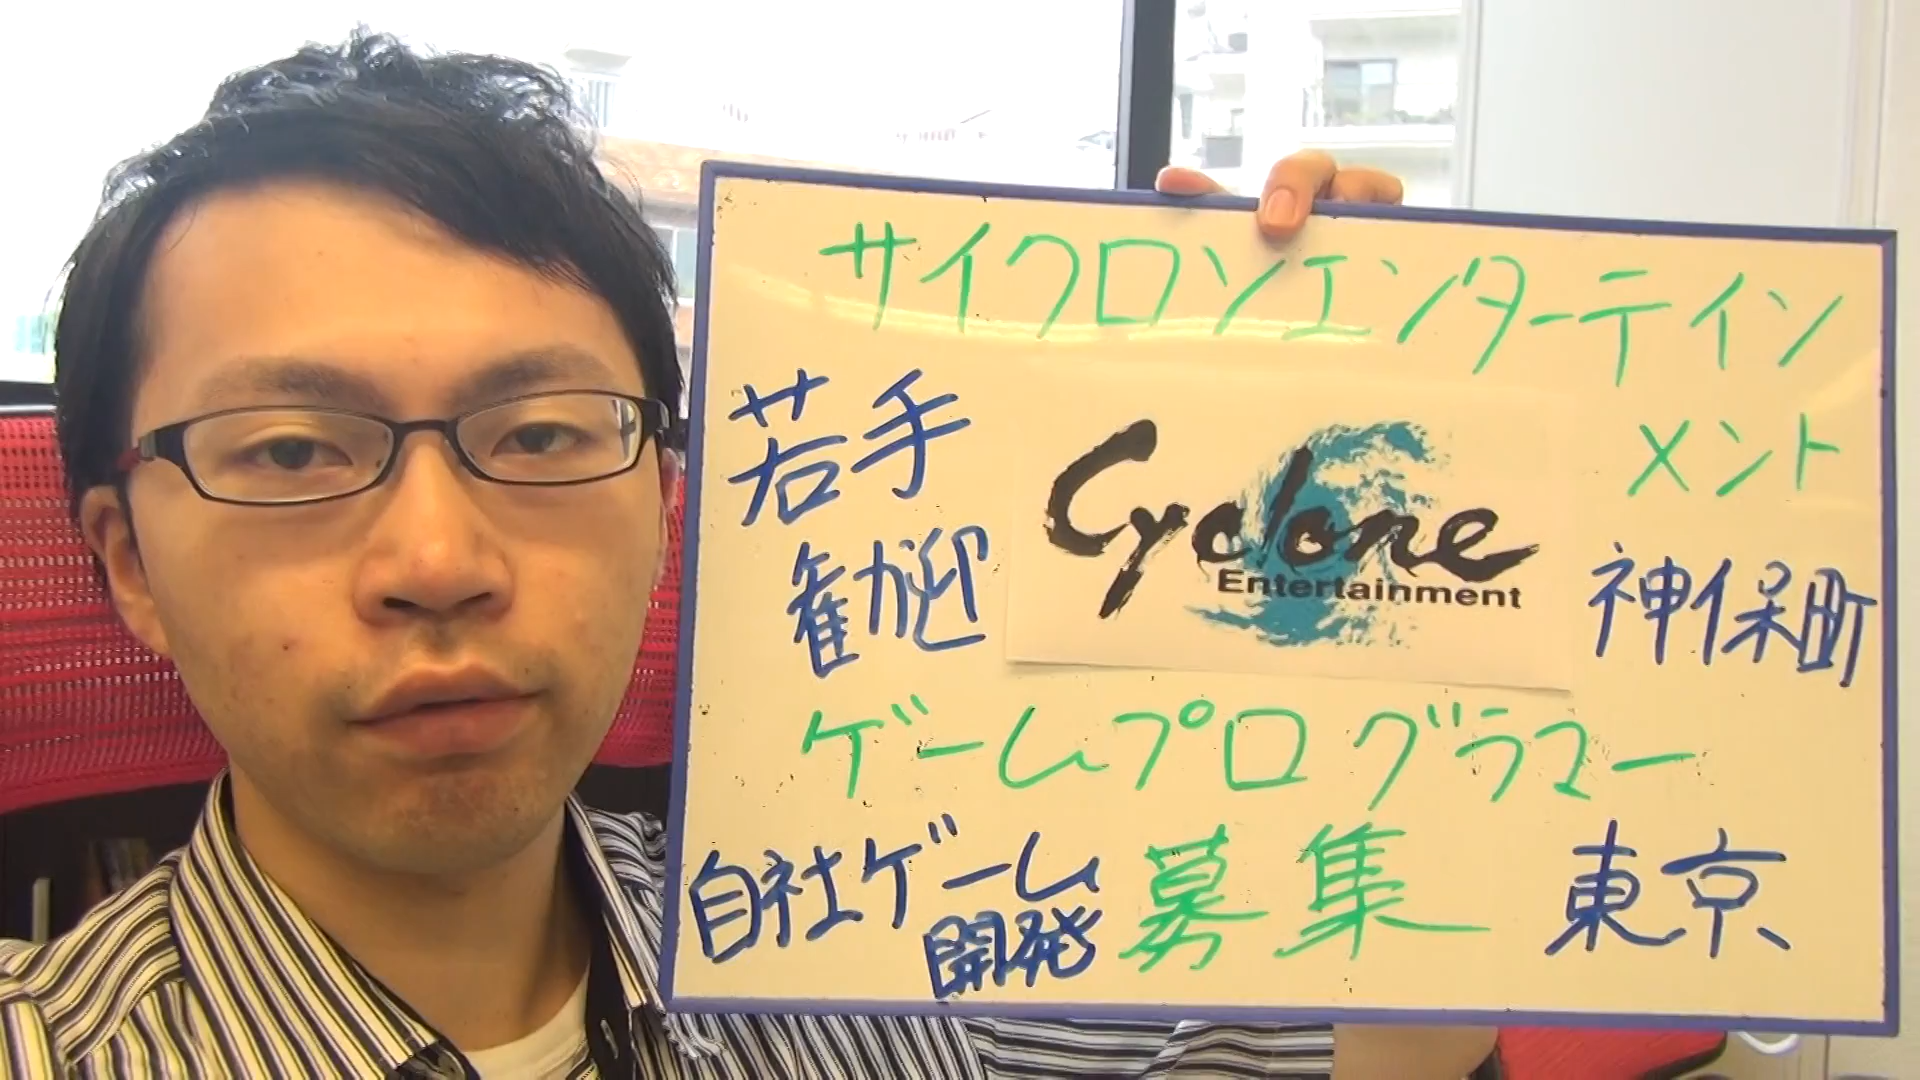 サイクロンエンターテイン
メント
若手
歓迎
Cyclone
Entertainment
神保町
ゲームプログラマー
募集
自社ゲーム
開発
東京